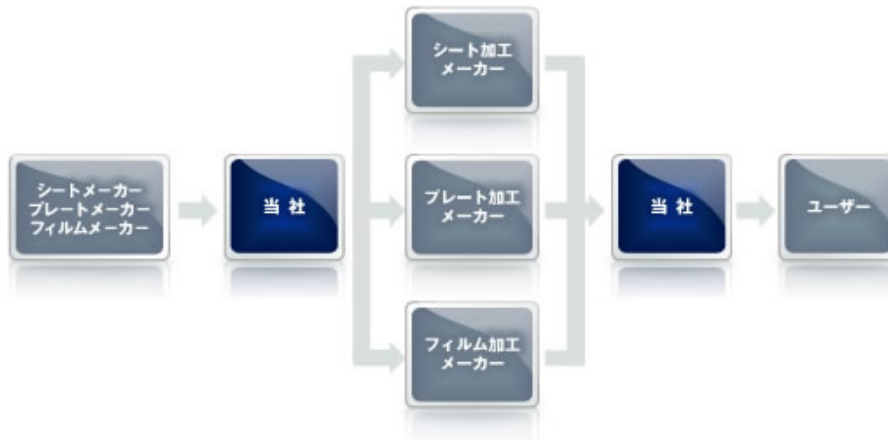 シートメーカー
プレートメーカー
フィルムメーカー
当社
シート加工
メーカー
プレート加工
メーカー
フィルム加工
メーカー
当社
ユーザー